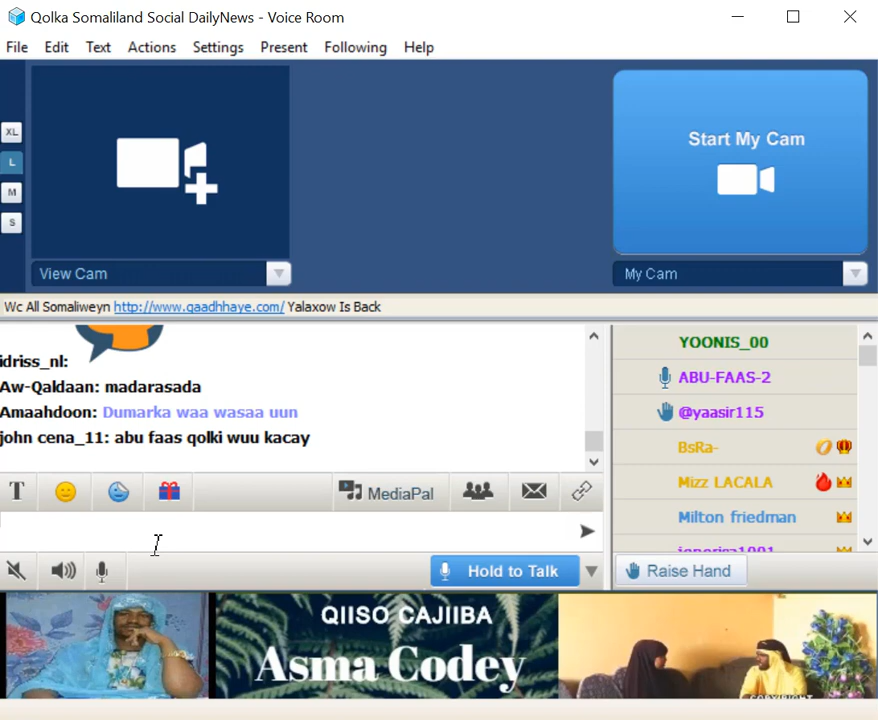 Qolka Somaliland Social DailyNews - Voice Room
File Edit Text Actions Settings Present Following Help
XL
L
M
S
Start My Cam
View Cam
My Cam
Wc All Somaliweyn http://www.qaadhhaye.com/ Yalaxow Is Back
idriss_nl:
Aw-Qaldaan: madarasada
Amaahdoon: Dumarka waa wasaa uun
john cena_11: abu faas qolki wuu kacay
YOONIS_00
ABU-FAAS-2
@yaasir115
BsRa-
Mizz LACALA
Milton friedman
T
MediaPal
Hold to Talk
Raise Hand
QIISO CAJIIBA
Asma Codey
COPYRIGHT